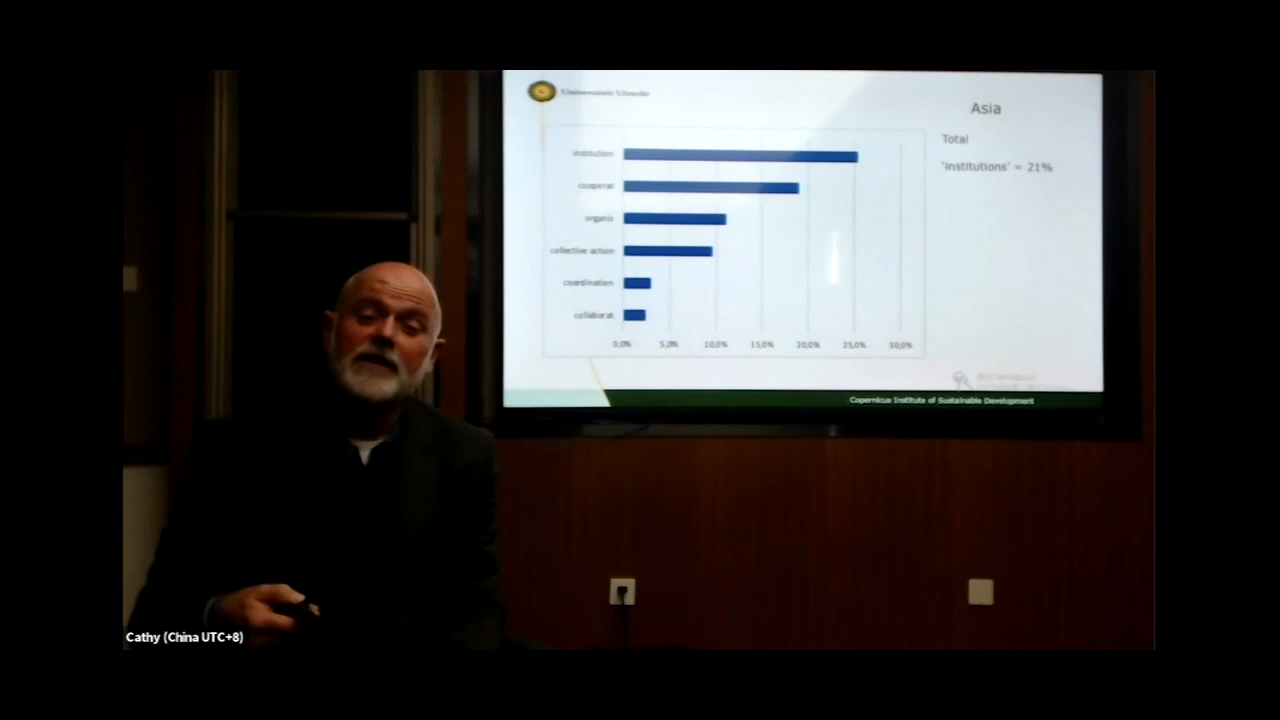 Asia
Total
'institutions' = 21%
institution
cooperat
organis
collective action
coordination
collaborat
0,0% 5,0% 10,0% 15,0% 20,0% 25,0% 30,0%
Copernicus Institute of Sustainable Development
Cathy (China UTC+8)